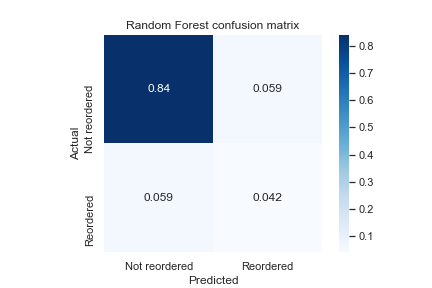 Random Forest confusion matrix
Actual
Not reordered
Reordered
0.84
0.059
0.059
0.042
Not reordered
Reordered
Predicted
0.8
0.7
0.6
0.5
0.4
0.3
0.2
0.1